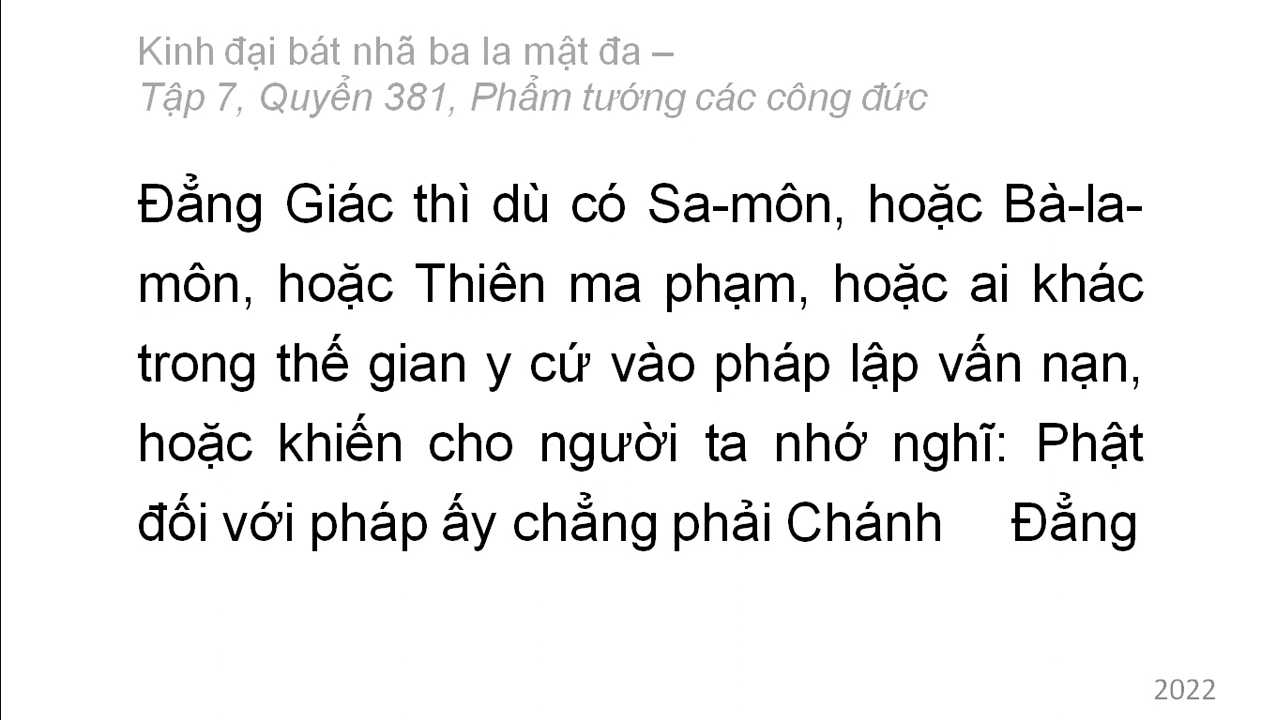 Kinh đại bát nhã ba la mật đa –
Tập 7, Quyển 381, Phẩm tướng các công đức
Đẳng Giác thì dù có Sa-môn, hoặc Bà-la-
môn, hoặc Thiên ma phạm, hoặc ai khác
trong thế gian y cứ vào pháp lập vấn nạn,
hoặc khiến cho người ta nhớ nghĩ: Phật
đối với pháp ấy chẳng phải Chánh Đẳng
2022